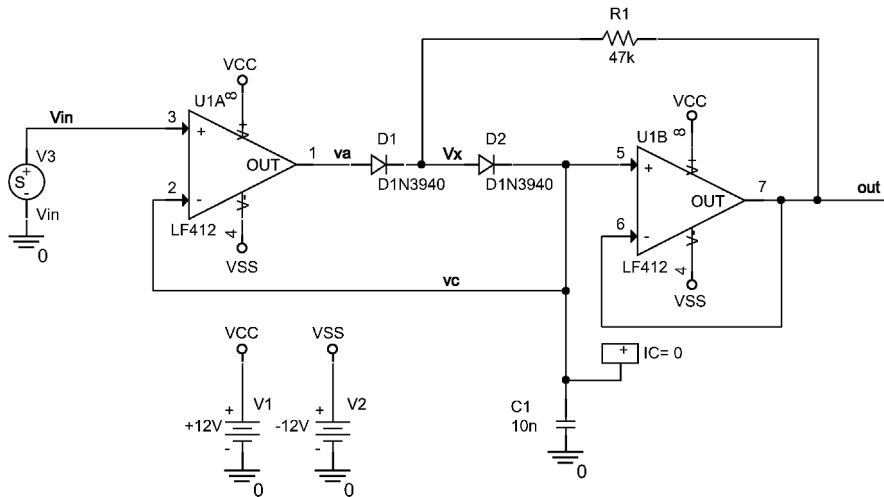 R1
47k
VCC
8
U1A
V+
Vin
3
+
V3
S
+
-
Vin
0
2
-
OUT
1
va
D1
D1N3940
Vx
D2
D1N3940
V-
LF412
4
VSS
VCC
8
U1B
V+
5
+
OUT
7
out
6
-
V-
LF412
4
VSS
vc
VCC
VSS
+
V1
+12V
-
0
+
V2
-12V
-
0
+
IC= 0
C1
10n
0